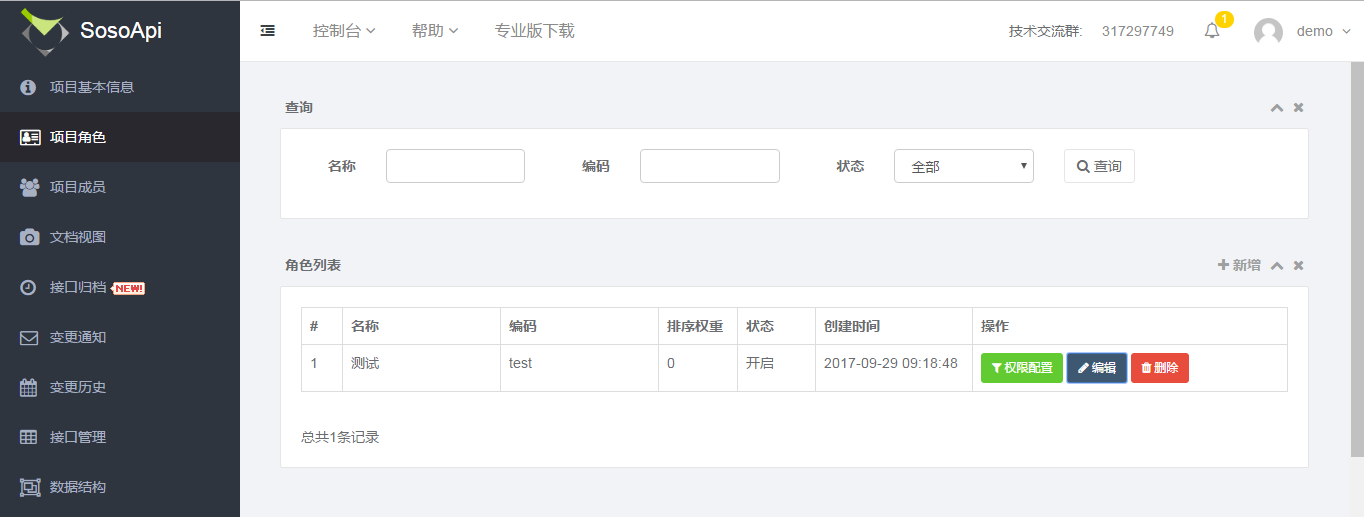 SosoApi
控制台 帮助 专业版下载 技术交流群: 317297749 1 demo
项目基本信息
项目角色
项目成员
文档视图
接口归档 NEW!
变更通知
变更历史
接口管理
数据结构
查询
名称 编码 状态 全部 查询
角色列表 新增
# 名称 编码 排序权重 状态 创建时间 操作
1 测试 test 0 开启 2017-09-29 09:18:48 权限配置 编辑 删除
总共1条记录